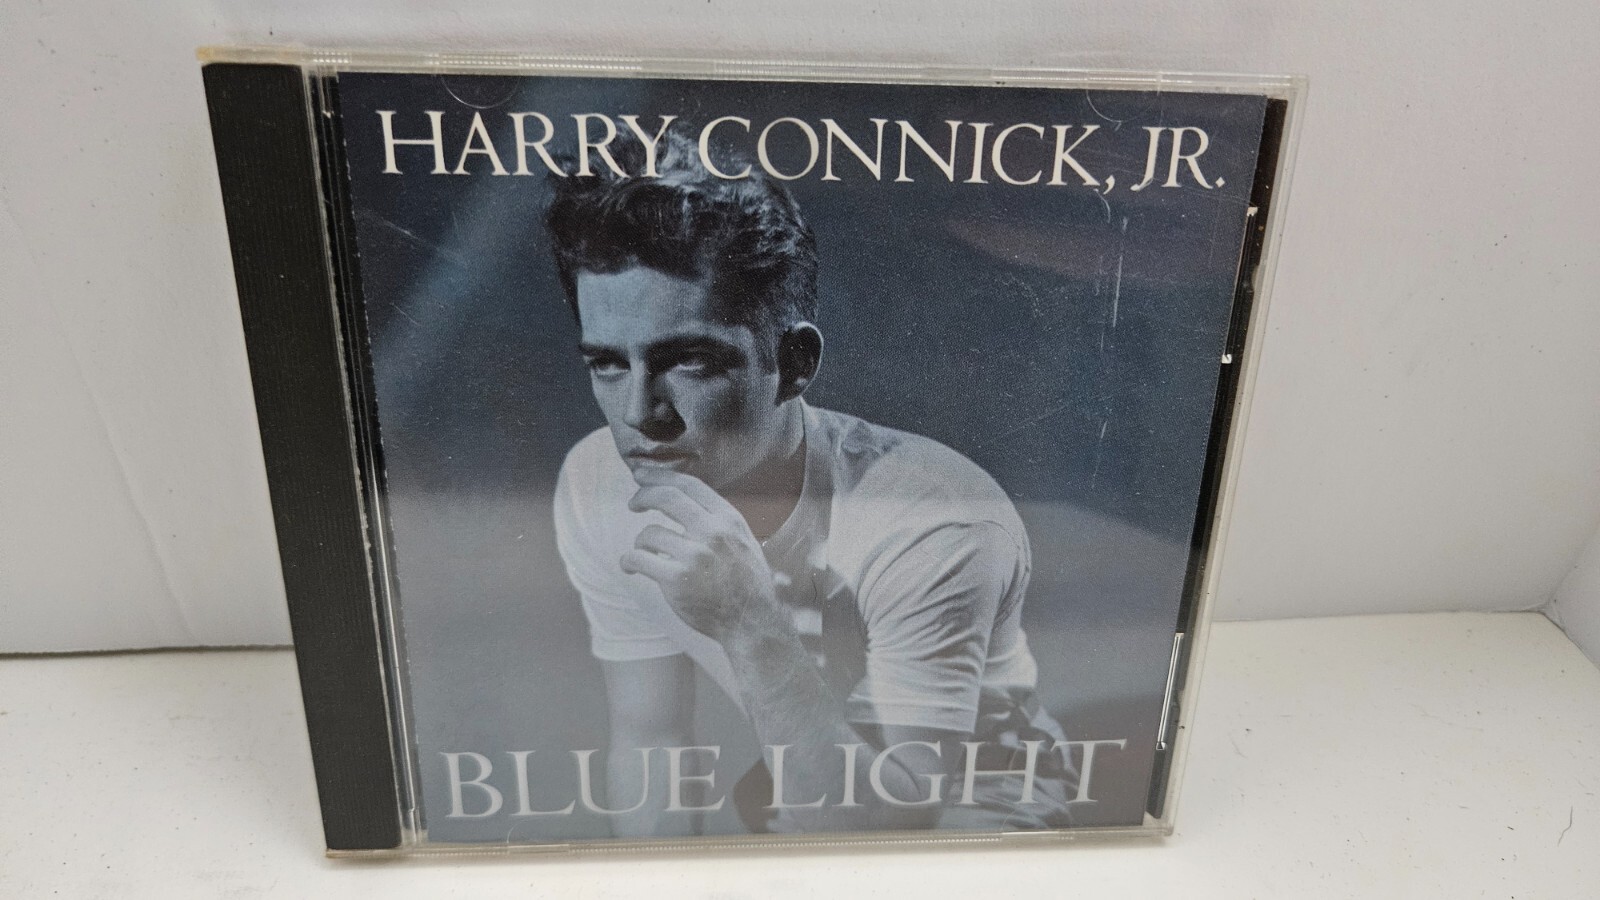 HARRY CONNICK, JR.
BLUE LIGHT